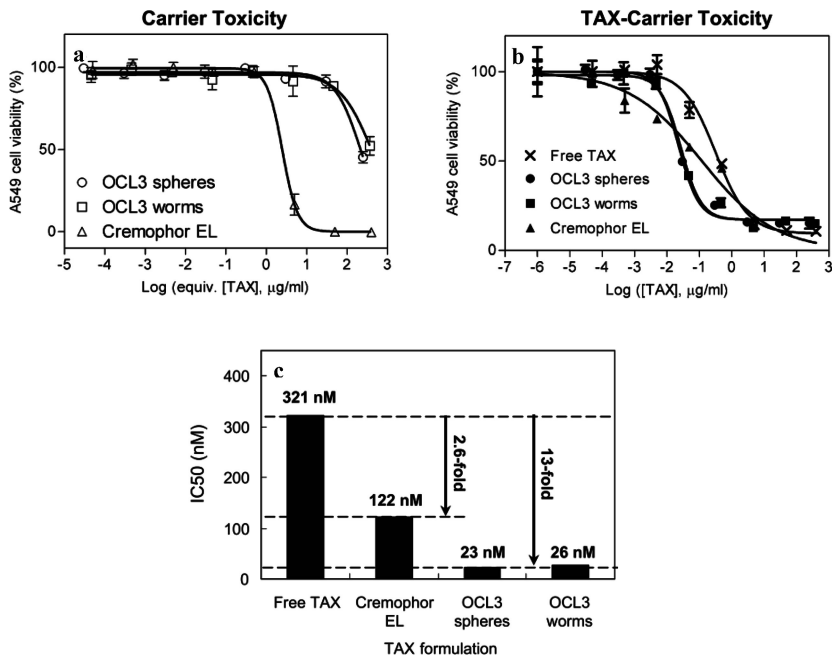 Carrier Toxicity
a
A549 cell viability (%)
100
50
0
OCL3 spheres
OCL3 worms
Cremophor EL
-5 -4 -3 -2 -1 0 1 2 3
Log (equiv. [TAX], μg/ml)
TAX-Carrier Toxicity
b
A549 cell viability (%)
100
50
0
Free TAX
OCL3 spheres
OCL3 worms
Cremophor EL
-7 -6 -5 -4 -3 -2 -1 0 1 2 3
Log ([TAX], μg/ml)
c
IC50 (nM)
400
300
200
100
0
321 nM
122 nM
23 nM
26 nM
2.6-fold
13-fold
Free TAX
Cremophor
EL
OCL3
spheres
OCL3
worms
TAX formulation